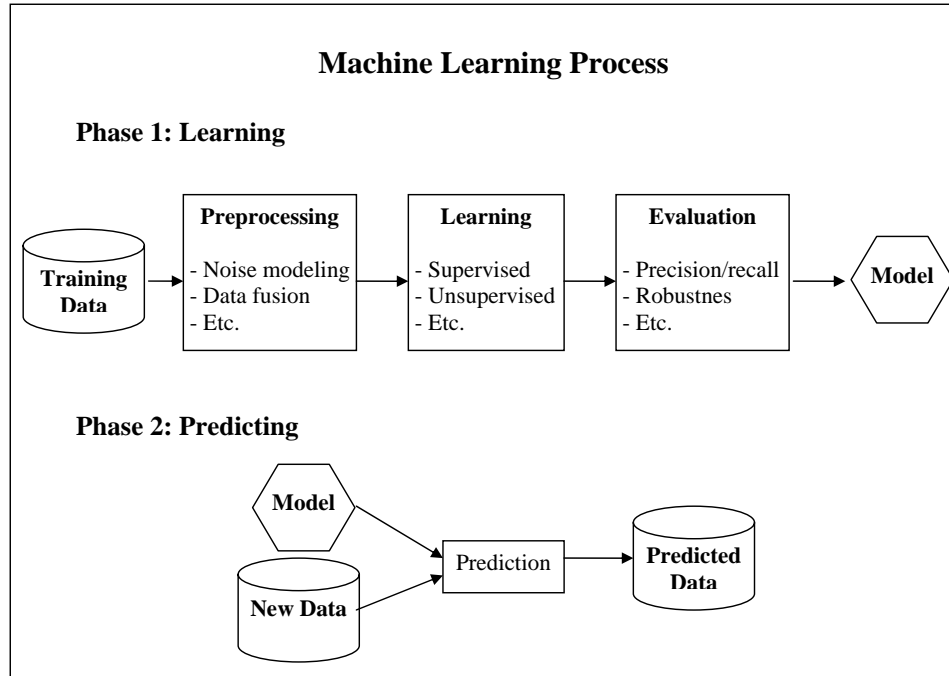 Machine Learning Process
Phase 1: Learning
Training
Data
Preprocessing
- Noise modeling
- Data fusion
- Etc.
Learning
- Supervised
- Unsupervised
- Etc.
Evaluation
- Precision/recall
- Robustnes
- Etc.
Model
Phase 2: Predicting
Model
New Data
Prediction
Predicted
Data